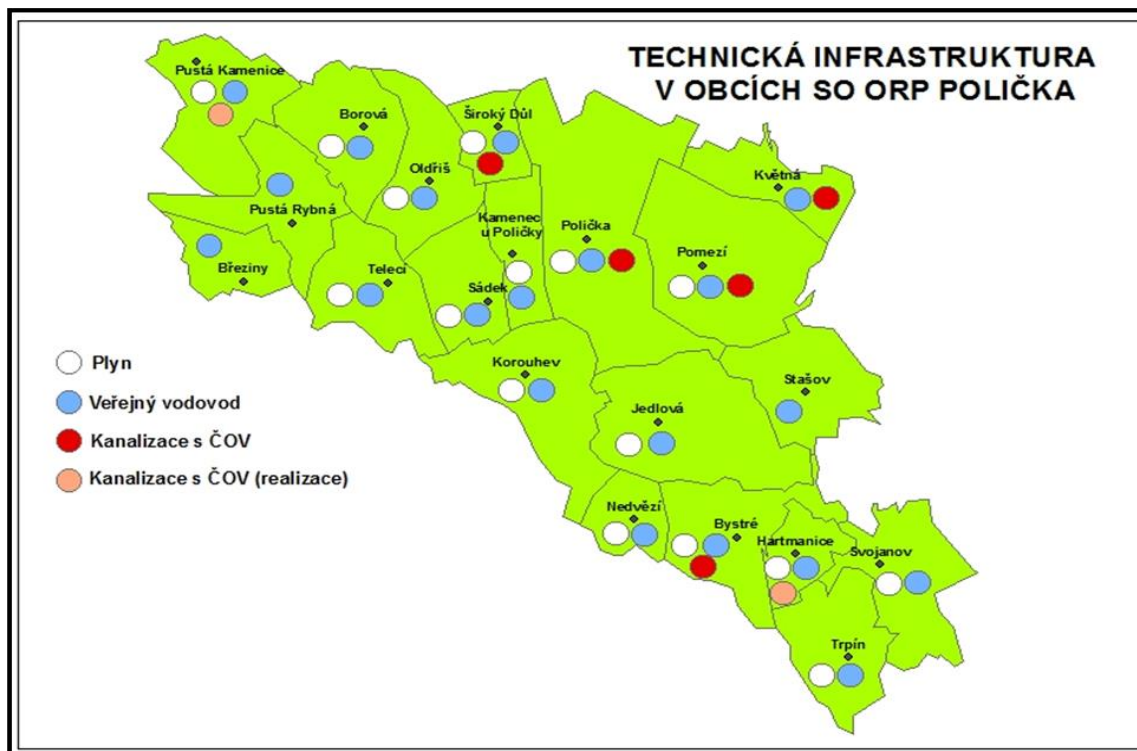 TECHNICKÁ INFRASTRUKTURA
V OBCÍCH SO ORP POLIČKA
Pustá Kamenice
Borová
Široký Důl
Oldřiš
Květná
Pustá Rybná
Kamenec
u Poličky
Polička
Pomezí
Březiny
Telecí
Sádek
Korouhev
Stašov
Jedlová
Plyn
Veřejný vodovod
Kanalizace s ČOV
Kanalizace s ČOV (realizace)
Nedvězí
Bystré
Hartmanice
Svojanov
Trpín